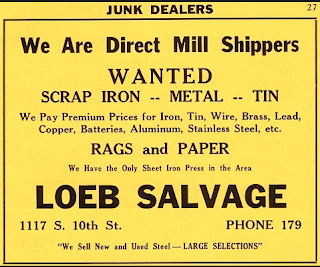 JUNK DEALERS 27
We Are Direct Mill Shippers
WANTED
SCRAP IRON -- METAL -- TIN
We Pay Premium Prices for Iron, Tin, Wire, Brass, Lead,
Copper, Batteries, Aluminum, Stainless Steel, etc.
RAGS and PAPER
We Have the Only Sheet Iron Press in the Area
LOEB SALVAGE
1117 S. 10th St. PHONE 179
"We Sell New and Used Steel — LARGE SELECTIONS"